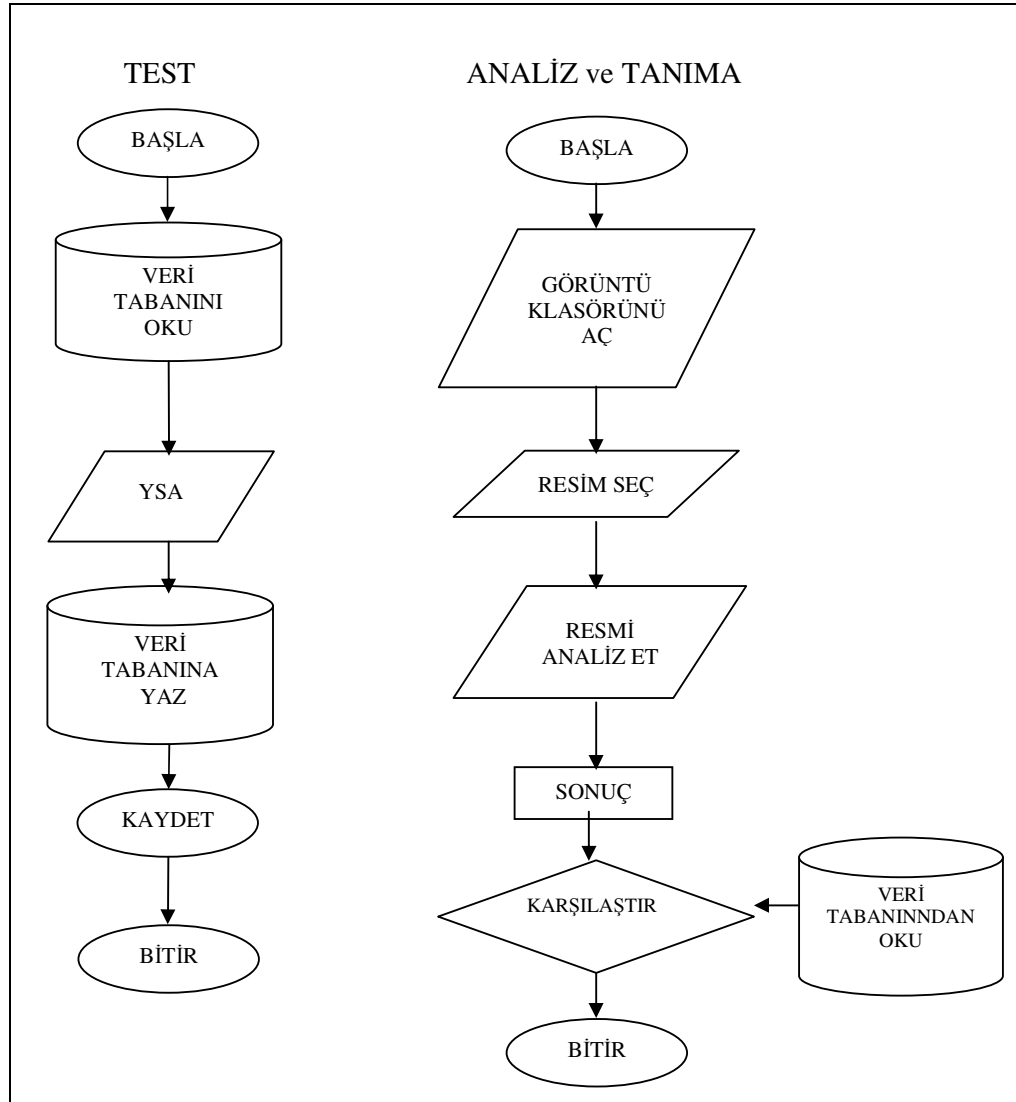 TEST
BAŞLA
VERİ
TABANINI
OKU
YSA
VERİ
TABANINA
YAZ
KAYDET
BİTİR
ANALİZ ve TANIMA
BAŞLA
GÖRÜNTÜ
KLASÖRÜNÜ
AÇ
RESİM SEÇ
RESMİ
ANALİZ ET
SONUÇ
KARŞILAŞTIR
VERİ
TABANINNDAN
OKU
BİTİR